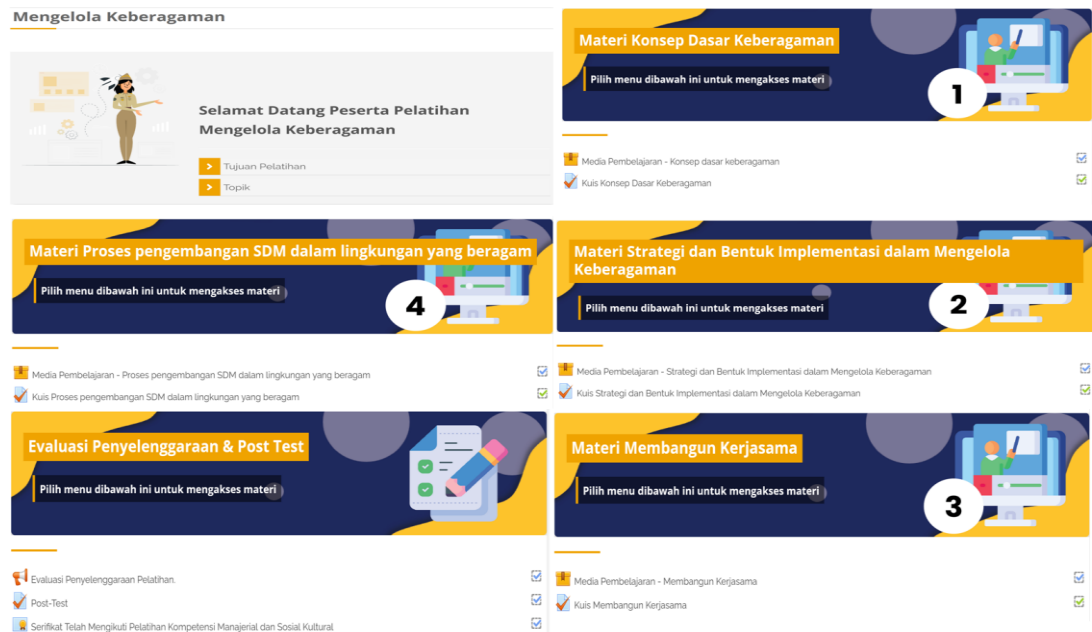 Mengelola Keberagaman
Selamat Datang Peserta Pelatihan
Mengelola Keberagaman
Tujuan Pelatihan
Topik
Materi Konsep Dasar Keberagaman
Pilih menu dibawah ini untuk mengakses materi
1
Media Pembelajaran - Konsep dasar keberagaman
Kuis Konsep Dasar Keberagaman
Materi Strategi dan Bentuk Implementasi dalam Mengelola
Keberagaman
Pilih menu dibawah ini untuk mengakses materi
2
Media Pembelajaran - Strategi dan Bentuk Implementasi dalam Mengelola Keberagaman
Kuis Strategi dan Bentuk Implementasi dalam Mengelola Keberagaman
Materi Membangun Kerjasama
Pilih menu dibawah ini untuk mengakses materi
3
Media Pembelajaran - Membangun Kerjasama
Kuis Membangun Kerjasama
Materi Proses pengembangan SDM dalam lingkungan yang beragam
Pilih menu dibawah ini untuk mengakses materi
4
Media Pembelajaran - Proses pengembangan SDM dalam lingkungan yang beragam
Kuis Proses pengembangan SDM dalam lingkungan yang beragam
Evaluasi Penyelenggaraan & Post Test
Pilih menu dibawah ini untuk mengakses materi
Evaluasi Penyelenggaraan Pelatihan.
Post-Test
Serifikat Telah Mengikuti Pelatihan Kompetensi Manajerial dan Sosial Kultural